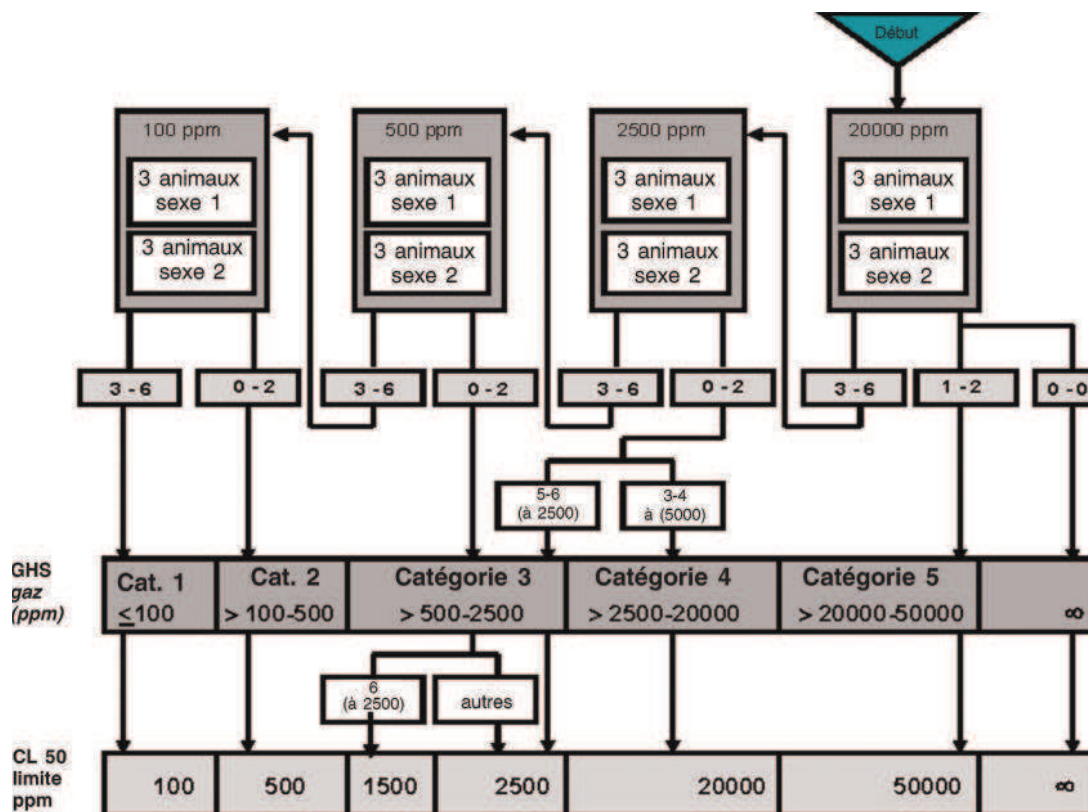 Début
100 ppm
500 ppm
2500 ppm
20000 ppm
3 animaux
sexe 1
3 animaux
sexe 1
3 animaux
sexe 1
3 animaux
sexe 1
3 animaux
sexe 2
3 animaux
sexe 2
3 animaux
sexe 2
3 animaux
sexe 2
3 - 6
0 - 2
3 - 6
0 - 2
3 - 6
0 - 2
3 - 6
1 - 2
0 - 0
5-6
(à 2500)
3-4
à (5000)
GHS
gaz
(ppm)
Cat. 1
≤100
Cat. 2
> 100-500
Catégorie 3
> 500-2500
Catégorie 4
> 2500-20000
Catégorie 5
> 20000-50000
∞
6
(à 2500)
autres
CL 50
limite
ppm
100
500
1500
2500
20000
50000
∞